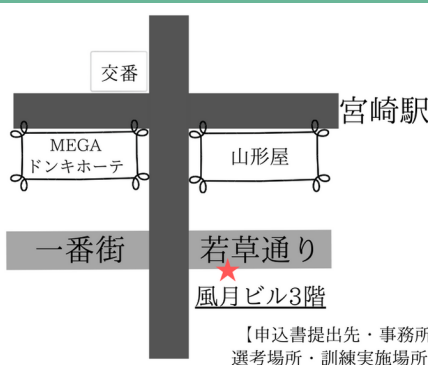 交番
宮崎駅
MEGA
ドンキホーテ
山形屋
一番街
若草通り
風月ビル3階
【申込書提出先・事務所
選考場所・訓練実施場所